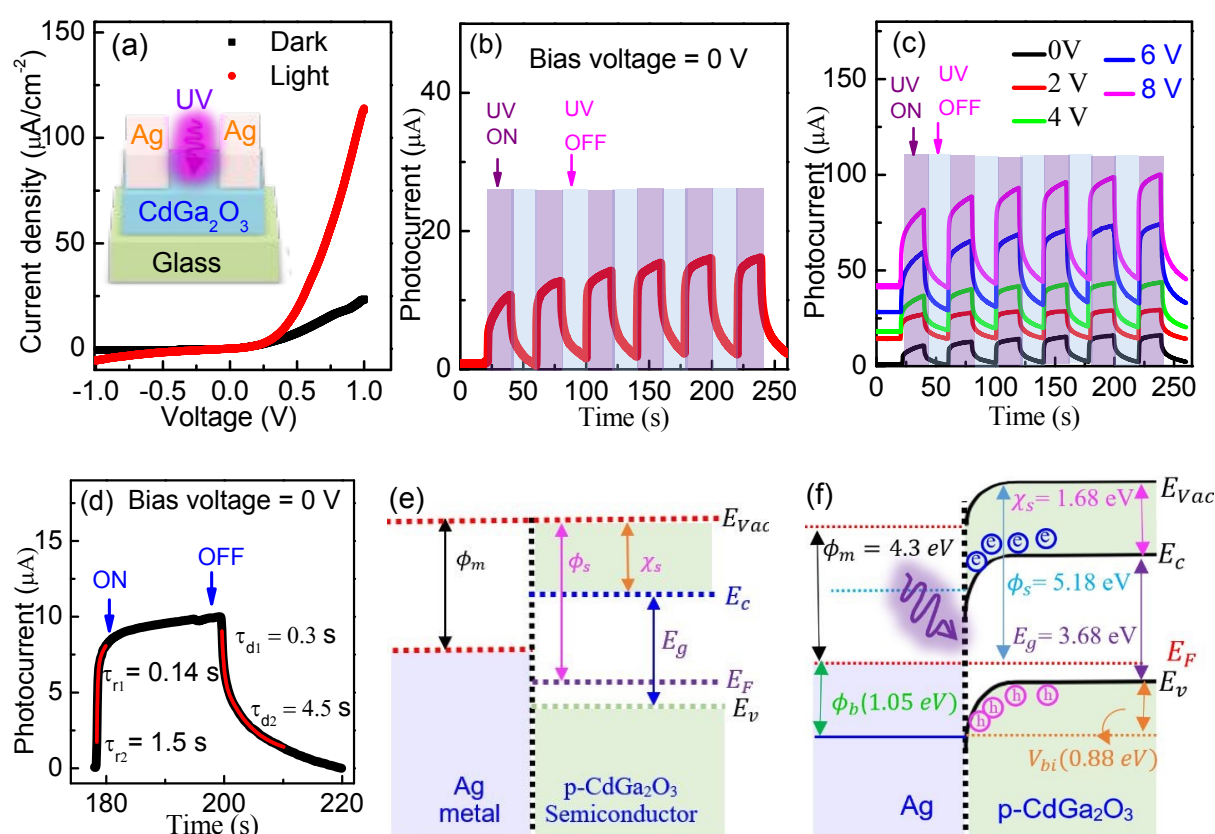 (a)
Dark
Light
UV
Ag
Ag
CdGa₂O₃
Glass
Current density (μA/cm⁻²)
150
125
100
75
50
25
0
-1.0
-0.5
0.0
0.5
1.0
Voltage (V)
(b)
Bias voltage = 0 V
UV
ON
UV
OFF
Photocurrent (μA)
40
20
0
0
50
100
150
200
250
Time (s)
(c)
0V
2 V
4 V
6 V
8 V
UV
ON
UV
OFF
Photocurrent (μA)
175
150
125
100
75
50
25
0
0
50
100
150
200
250
Time (s)
(d)
Bias voltage = 0 V
ON
OFF
τd1 = 0.3 s
τr1 = 0.14 s
τd2 = 4.5 s
τr2 = 1.5 s
Photocurrent (μA)
15
10
5
0
180
200
220
Time (s)
(e)
EVac
ϕm
ϕs
χs
Ec
Eg
EF
Ev
Ag
metal
p-CdGa₂O₃
Semiconductor
(f)
χs= 1.68 eV
EVac
ϕm = 4.3 eV
e
e
e
e
Ec
ϕs= 5.18 eV
Eg= 3.68 eV
EF
Ev
ϕb(1.05 eV)
h
h
h
h
Vbi(0.88 eV)
Ag
p-CdGa₂O₃